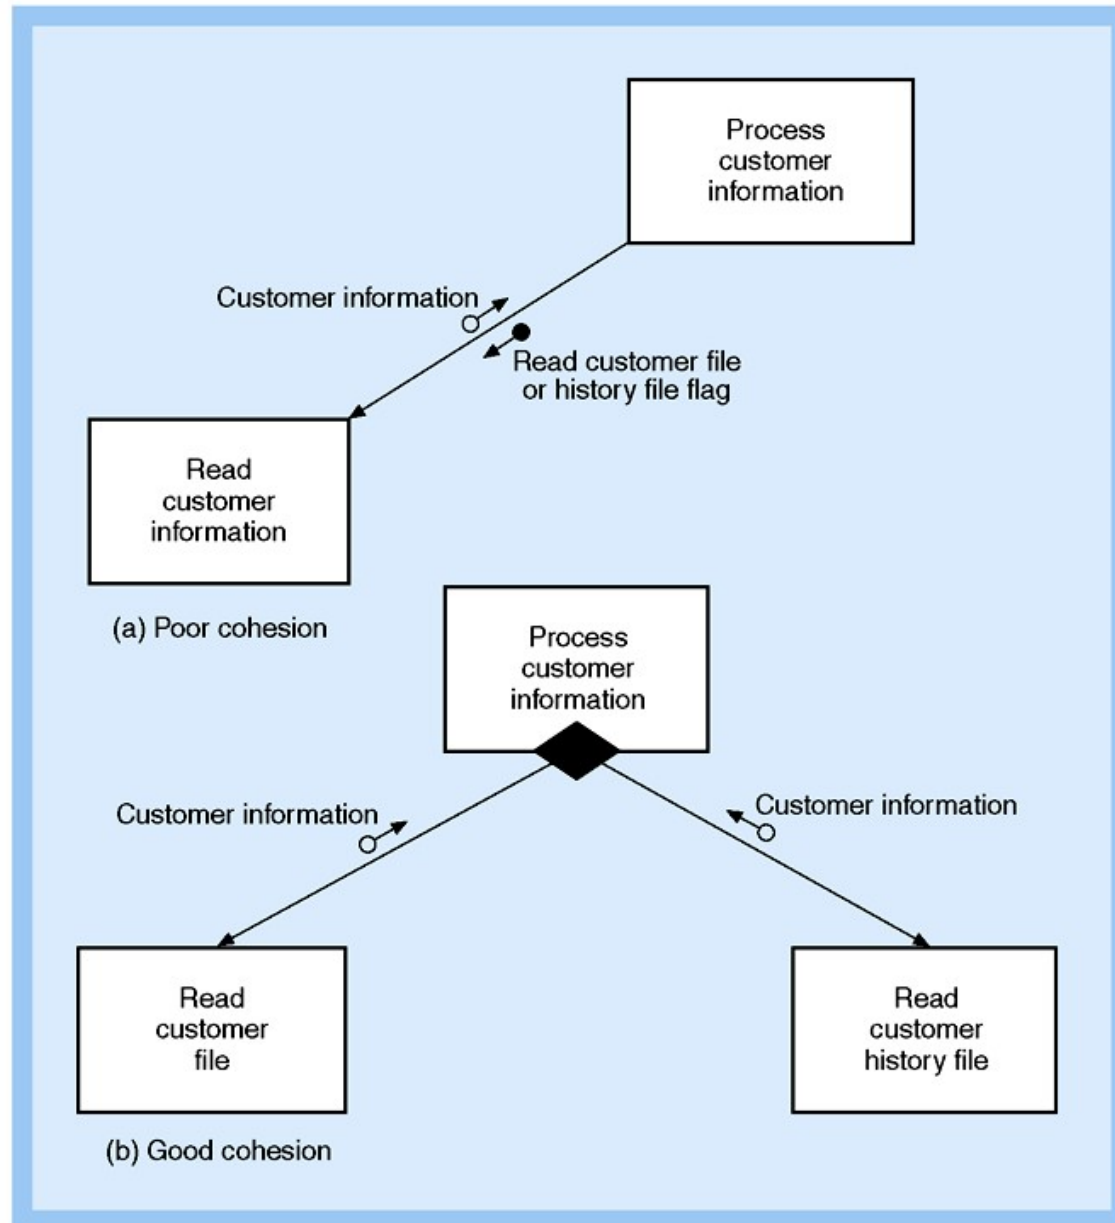 Process
customer
information
Customer information
Read customer file
or history file flag
Read
customer
information
(a) Poor cohesion
Process
customer
information
Customer information
Customer information
Read
customer
file
Read
customer
history file
(b) Good cohesion